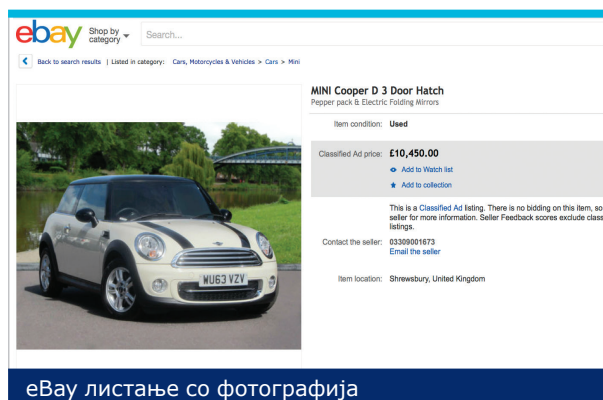 ebay Shop by category Search...
Back to search results | Listed in category: Cars, Motorcycles & Vehicles > Cars > Mini
MINI Cooper D 3 Door Hatch
Pepper pack & Electric Folding Mirrors
Item condition: Used
Classified Ad price: £10,450.00
Add to Watch list
Add to collection
This is a Classified Ad listing. There is no bidding on this item, so
seller for more information. Seller Feedback scores exclude class
listings.
Contact the seller: 03309001673
Email the seller
Item location: Shrewsbury, United Kingdom
WU63 VZV
eBay листање со фотографија